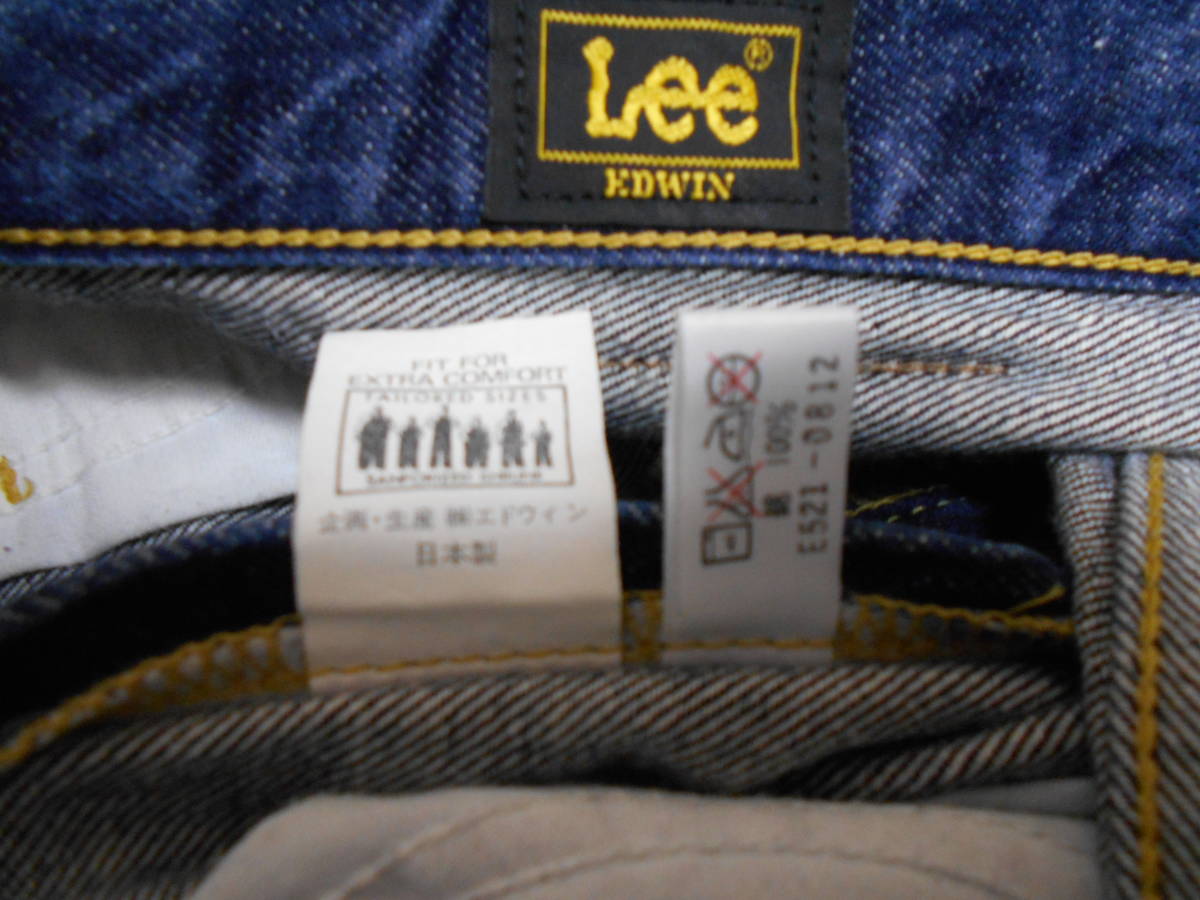 Lee®
EDWIN
FIT FOR
EXTRA COMFORT
TAILORED SIZES
SANFORIZED
企画・生産 ㈱エドウィン
日本製
綿 100%
E521-0812